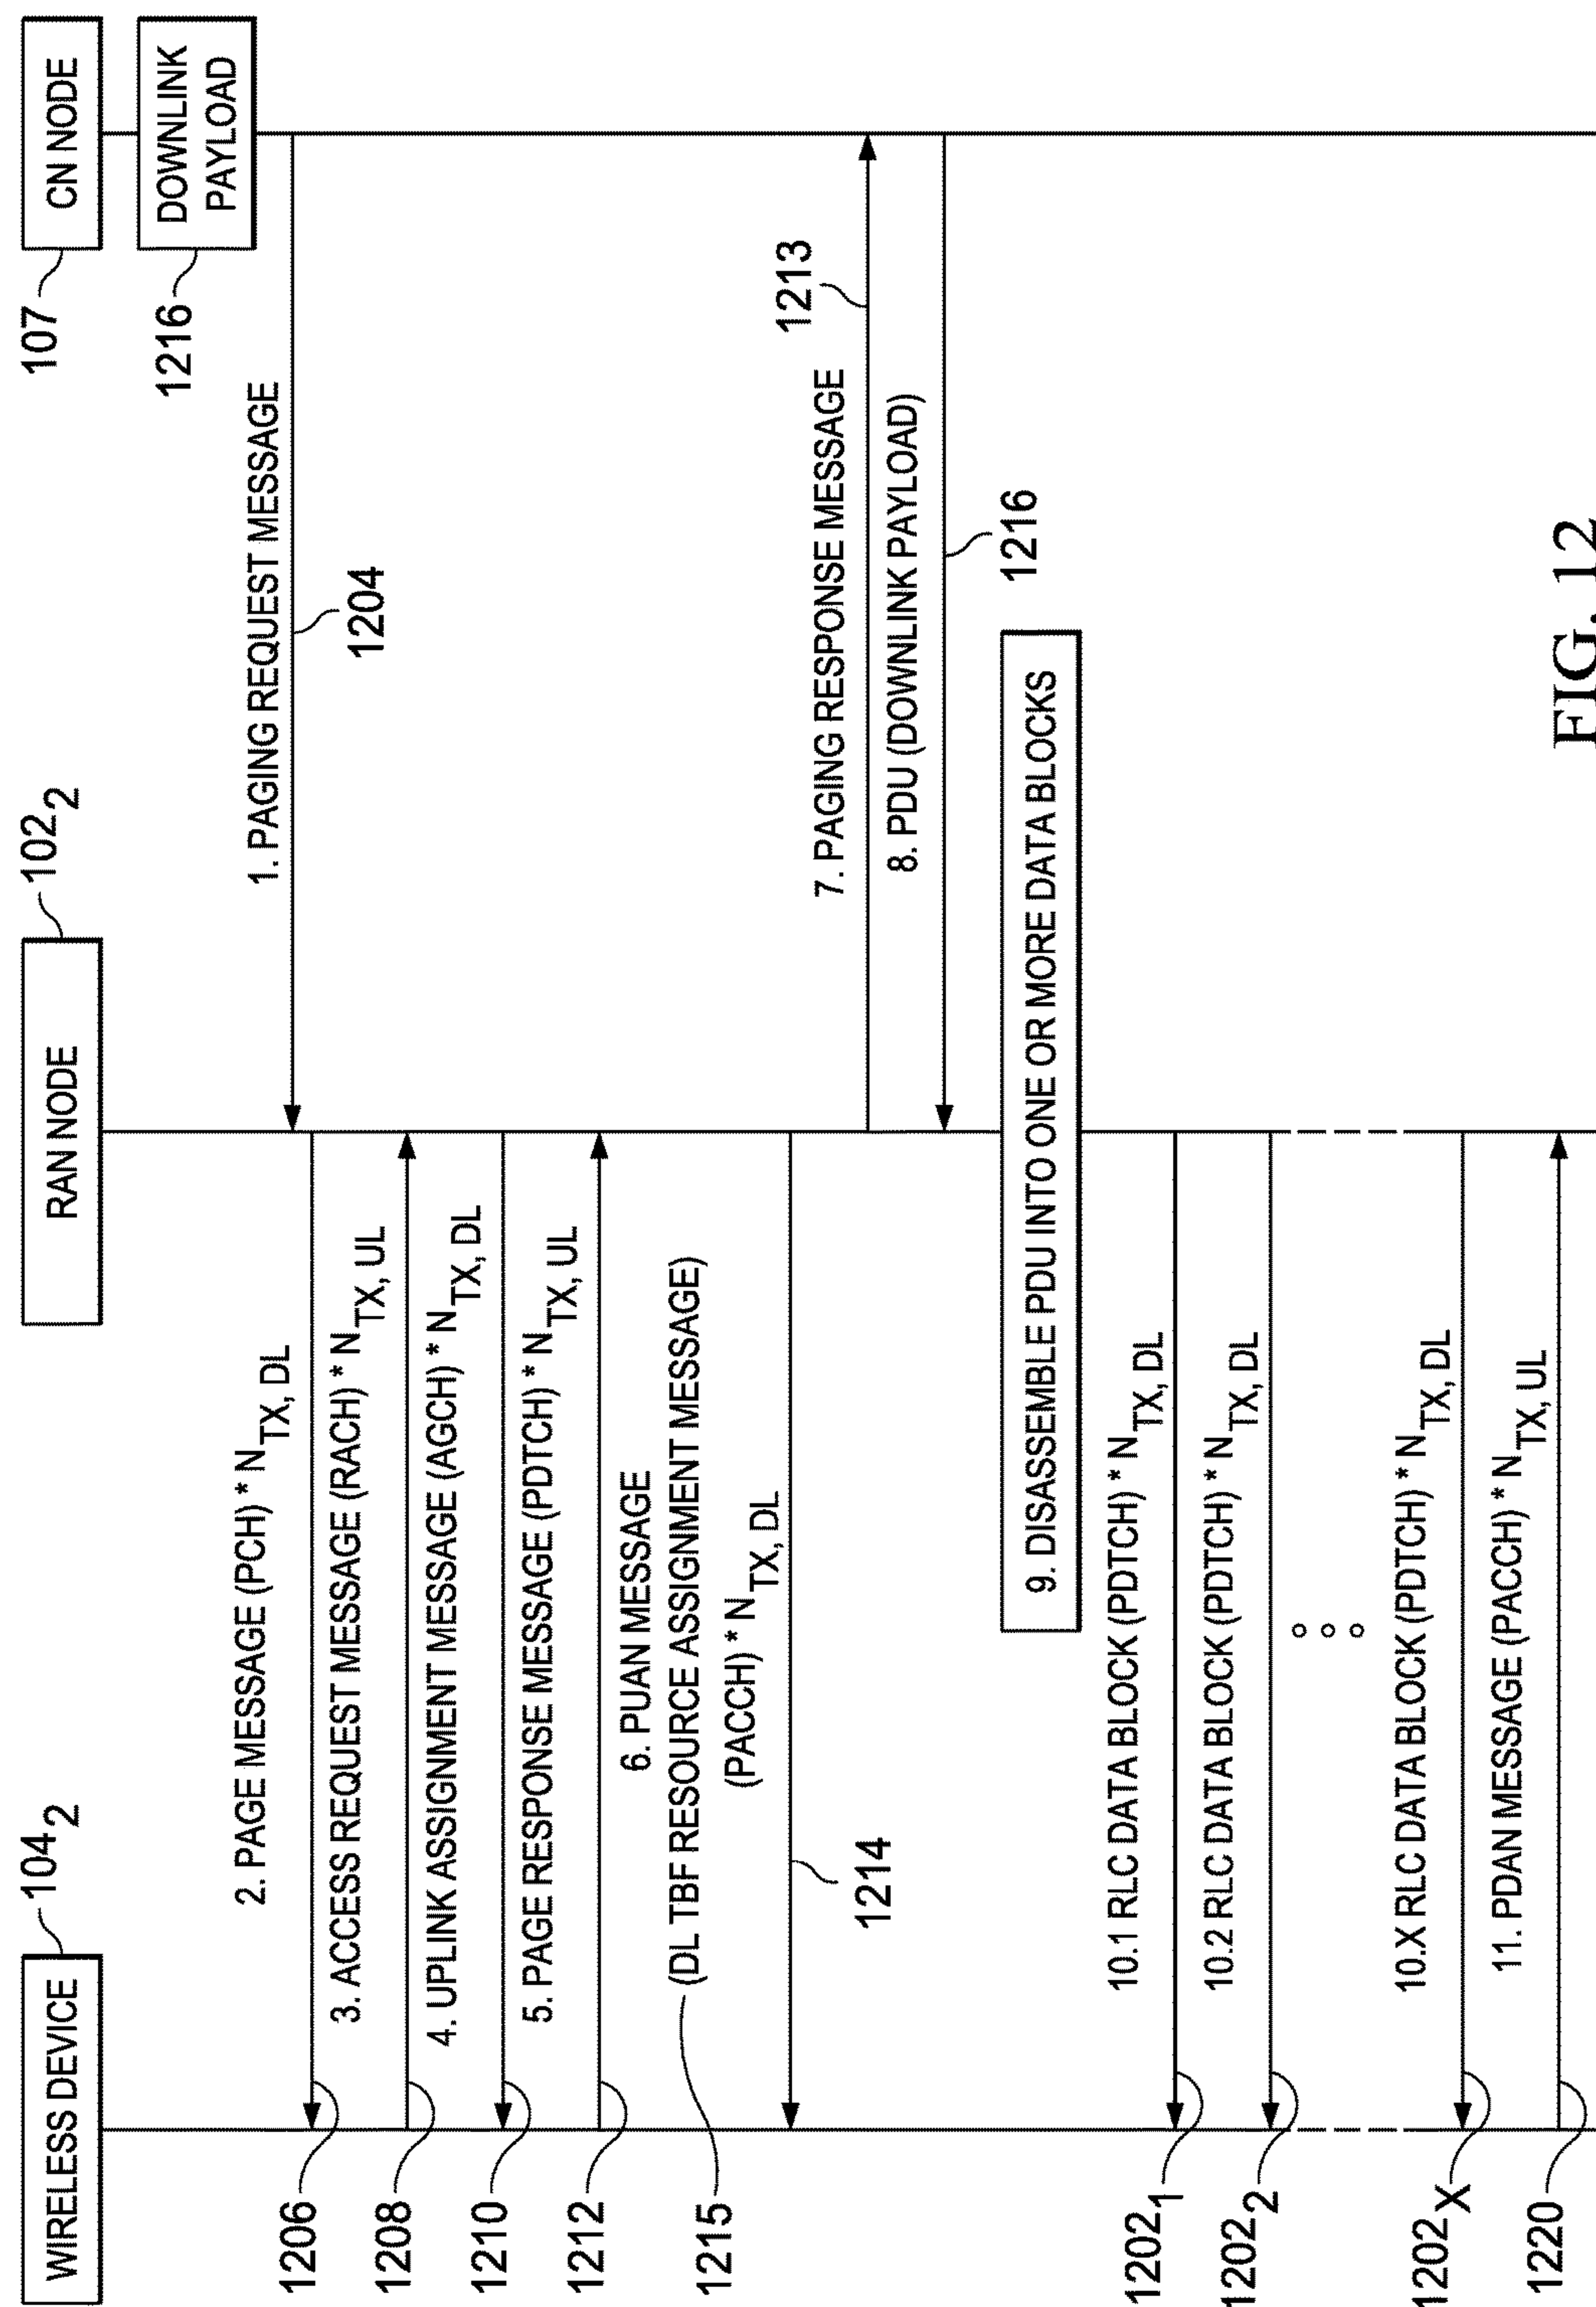 WIRELESS DEVICE
104₂
RAN NODE
102₂
CN NODE
107
DOWNLINK
PAYLOAD
1216
1. PAGING REQUEST MESSAGE
1204
2. PAGE MESSAGE (PCH) * N TX, DL
1206
3. ACCESS REQUEST MESSAGE (RACH) * N TX, UL
1208
4. UPLINK ASSIGNMENT MESSAGE (AGCH) * N TX, DL
1210
5. PAGE RESPONSE MESSAGE (PDTCH) * N TX, UL
1212
6. PUAN MESSAGE
(DL TBF RESOURCE ASSIGNMENT MESSAGE)
(PACCH) * N TX, DL
1215
1214
7. PAGING RESPONSE MESSAGE
1213
8. PDU (DOWNLINK PAYLOAD)
1216
9. DISASSEMBLE PDU INTO ONE OR MORE DATA BLOCKS
10.1 RLC DATA BLOCK (PDTCH) * N TX, DL
1202₁
10.2 RLC DATA BLOCK (PDTCH) * N TX, DL
1202₂
10.X RLC DATA BLOCK (PDTCH) * N TX, DL
1202 X
11. PDAN MESSAGE (PACCH) * N TX, UL
1220
FIG. 12